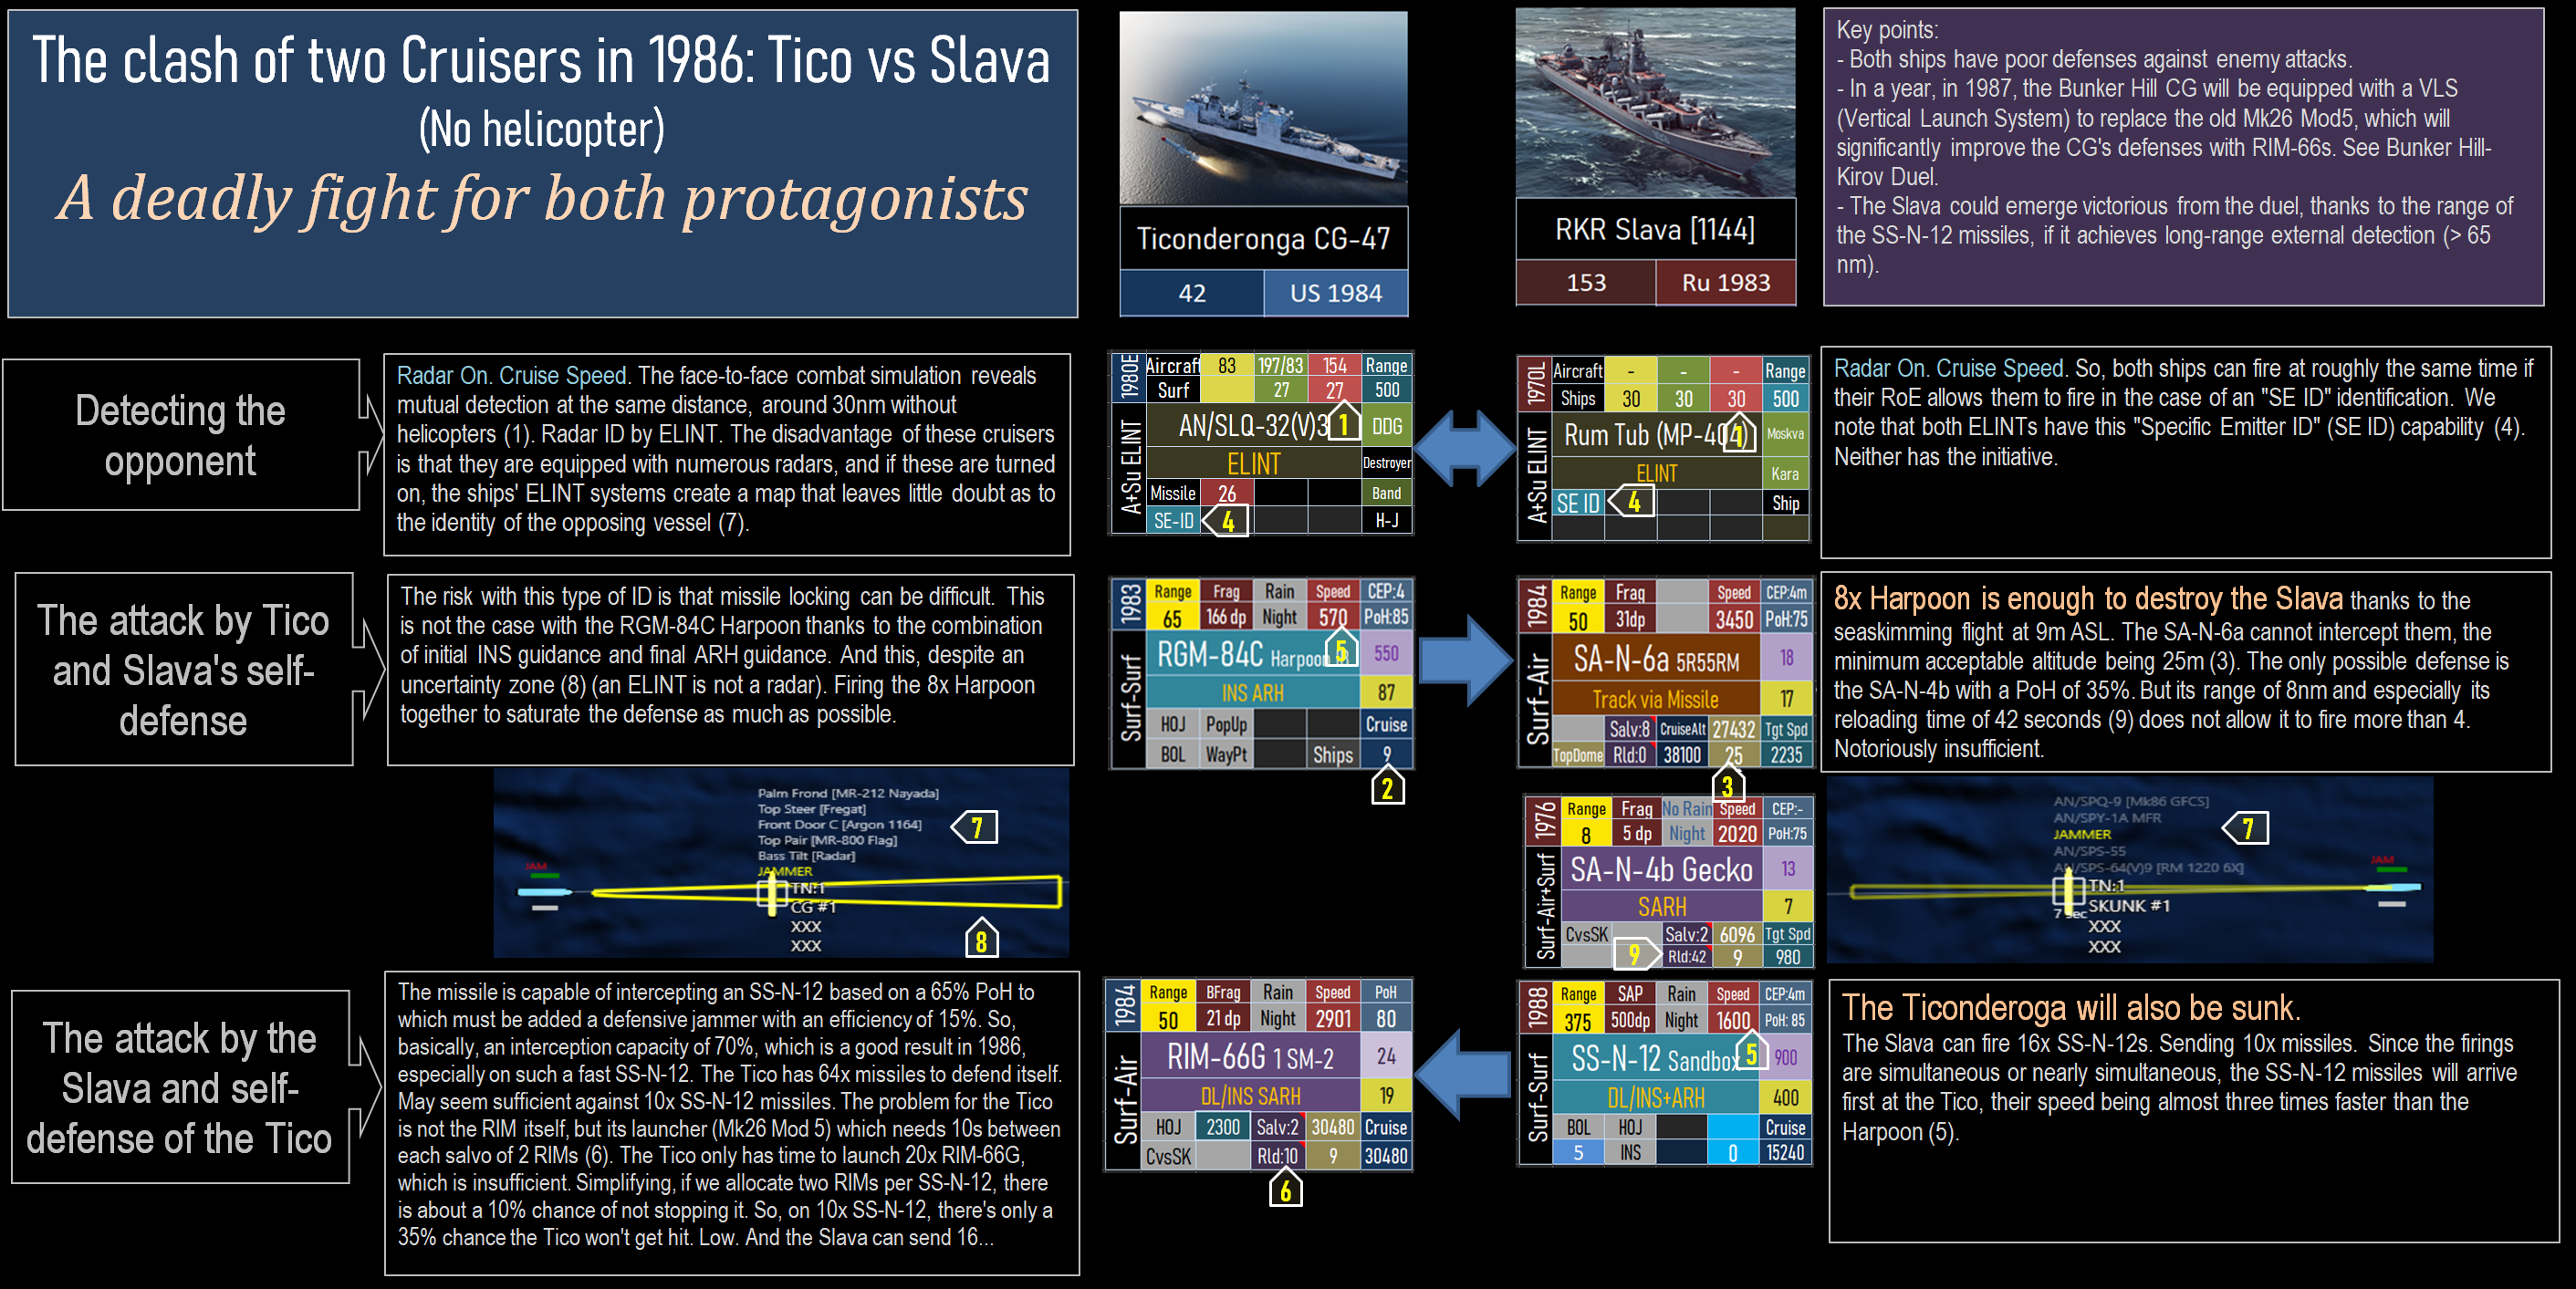 The clash of two Cruisers in 1986: Tico vs Slava
(No helicopter)
A deadly fight for both protagonists
Ticonderonga CG-47
42 US 1984
RKR Slava [1144]
153 Ru 1983
Key points:
- Both ships have poor defenses against enemy attacks.
- In a year, in 1987, the Bunker Hill CG will be equipped with a VLS
(Vertical Launch System) to replace the old Mk26 Mod5, which will
significantly improve the CG's defenses with RIM-66s. See Bunker Hill-
Kirov Duel.
- The Slava could emerge victorious from the duel, thanks to the range of
the SS-N-12 missiles, if it achieves long-range external detection (> 65
nm).
Detecting the
opponent
Radar On. Cruise Speed. The face-to-face combat simulation reveals
mutual detection at the same distance, around 30nm without
helicopters (1). Radar ID by ELINT. The disadvantage of these cruisers
is that they are equipped with numerous radars, and if these are turned
on, the ships' ELINT systems create a map that leaves little doubt as to
the identity of the opposing vessel (7).
1980E
A+Su ELINT
Aircraft 83 197/83 154 Range
Surf 27 27 500
AN/SLQ-32(V)3 1 DDG
ELINT Destroyer
Missile 26 Band
SE-ID 4 H-J
1970L
A+Su ELINT
Aircraft - - - Range
Ships 30 30 30 500
Rum Tub (MP-404) 1 Moskva
ELINT Kara
SE ID 4 Ship
Radar On. Cruise Speed. So, both ships can fire at roughly the same time if
their RoE allows them to fire in the case of an "SE ID" identification. We
note that both ELINTs have this "Specific Emitter ID" (SE ID) capability (4).
Neither has the initiative.
The attack by Tico
and Slava's self-
defense
The risk with this type of ID is that missile locking can be difficult. This
is not the case with the RGM-84C Harpoon thanks to the combination
of initial INS guidance and final ARH guidance. And this, despite an
uncertainty zone (8) (an ELINT is not a radar). Firing the 8x Harpoon
together to saturate the defense as much as possible.
1983
Surf-Surf
Range Frag Rain Speed CEP:4
65 166 dp Night 570 PoH:85
RGM-84C Harpoon 5 550
INS ARH 87
HOJ PopUp Cruise
BOL WayPt Ships 9
2
1984
Surf-Air
Range Frag Speed CEP:4m
50 31dp 3450 PoH:75
SA-N-6a 5R55RM 18
Track via Missile 17
Salv:8 CruiseAlt 27432 Tgt Spd
TopDome Rld:0 38100 25 2235
3
8x Harpoon is enough to destroy the Slava thanks to the
seaskimming flight at 9m ASL. The SA-N-6a cannot intercept them, the
minimum acceptable altitude being 25m (3). The only possible defense is
the SA-N-4b with a PoH of 35%. But its range of 8nm and especially its
reloading time of 42 seconds (9) does not allow it to fire more than 4.
Notoriously insufficient.
Palm Frond [MR-212 Nayada]
Top Steer [Fregat]
Front Door C [Argon 1164]
Top Pair [MR-800 Flag]
Bass Tilt [Radar]
JAMMER
7
JAM
TN:1
CG #1
XXX
XXX
8
1976
Surf-Air+Surf
Range Frag No Rain Speed CEP:-
8 5 dp Night 2020 PoH:75
SA-N-4b Gecko 13
SARH 7
CvsSK Salv:2 6096 Tgt Spd
9 Rld:42 9 980
AN/SPQ-9 [Mk86 GFCS]
AN/SPY-1A MFR
JAMMER
AN/SPS-55
AN/SPS-64(V)9 [RM 1220 6X]
7
JAM
TN:1
7 sec SKUNK #1
XXX
XXX
The attack by the
Slava and self-
defense of the Tico
The missile is capable of intercepting an SS-N-12 based on a 65% PoH to
which must be added a defensive jammer with an efficiency of 15%. So,
basically, an interception capacity of 70%, which is a good result in 1986,
especially on such a fast SS-N-12. The Tico has 64x missiles to defend itself.
May seem sufficient against 10x SS-N-12 missiles. The problem for the Tico
is not the RIM itself, but its launcher (Mk26 Mod 5) which needs 10s between
each salvo of 2 RIMs (6). The Tico only has time to launch 20x RIM-66G,
which is insufficient. Simplifying, if we allocate two RIMs per SS-N-12, there
is about a 10% chance of not stopping it. So, on 10x SS-N-12, there's only a
35% chance the Tico won't get hit. Low. And the Slava can send 16...
1984
Surf-Air
Range BFrag Rain Speed PoH
50 21 dp Night 2901 80
RIM-66G 1 SM-2 24
DL/INS SARH 19
HOJ 2300 Salv:2 30480 Cruise
CvsSK Rld:10 9 30480
6
1988
Surf-Surf
Range SAP Rain Speed CEP:4m
375 500dp Night 1600 PoH: 85
SS-N-12 Sandbox 5 900
DL/INS+ARH 400
BOL HOJ Cruise
5 INS 0 15240
The Ticonderoga will also be sunk.
The Slava can fire 16x SS-N-12s. Sending 10x missiles. Since the firings
are simultaneous or nearly simultaneous, the SS-N-12 missiles will arrive
first at the Tico, their speed being almost three times faster than the
Harpoon (5).